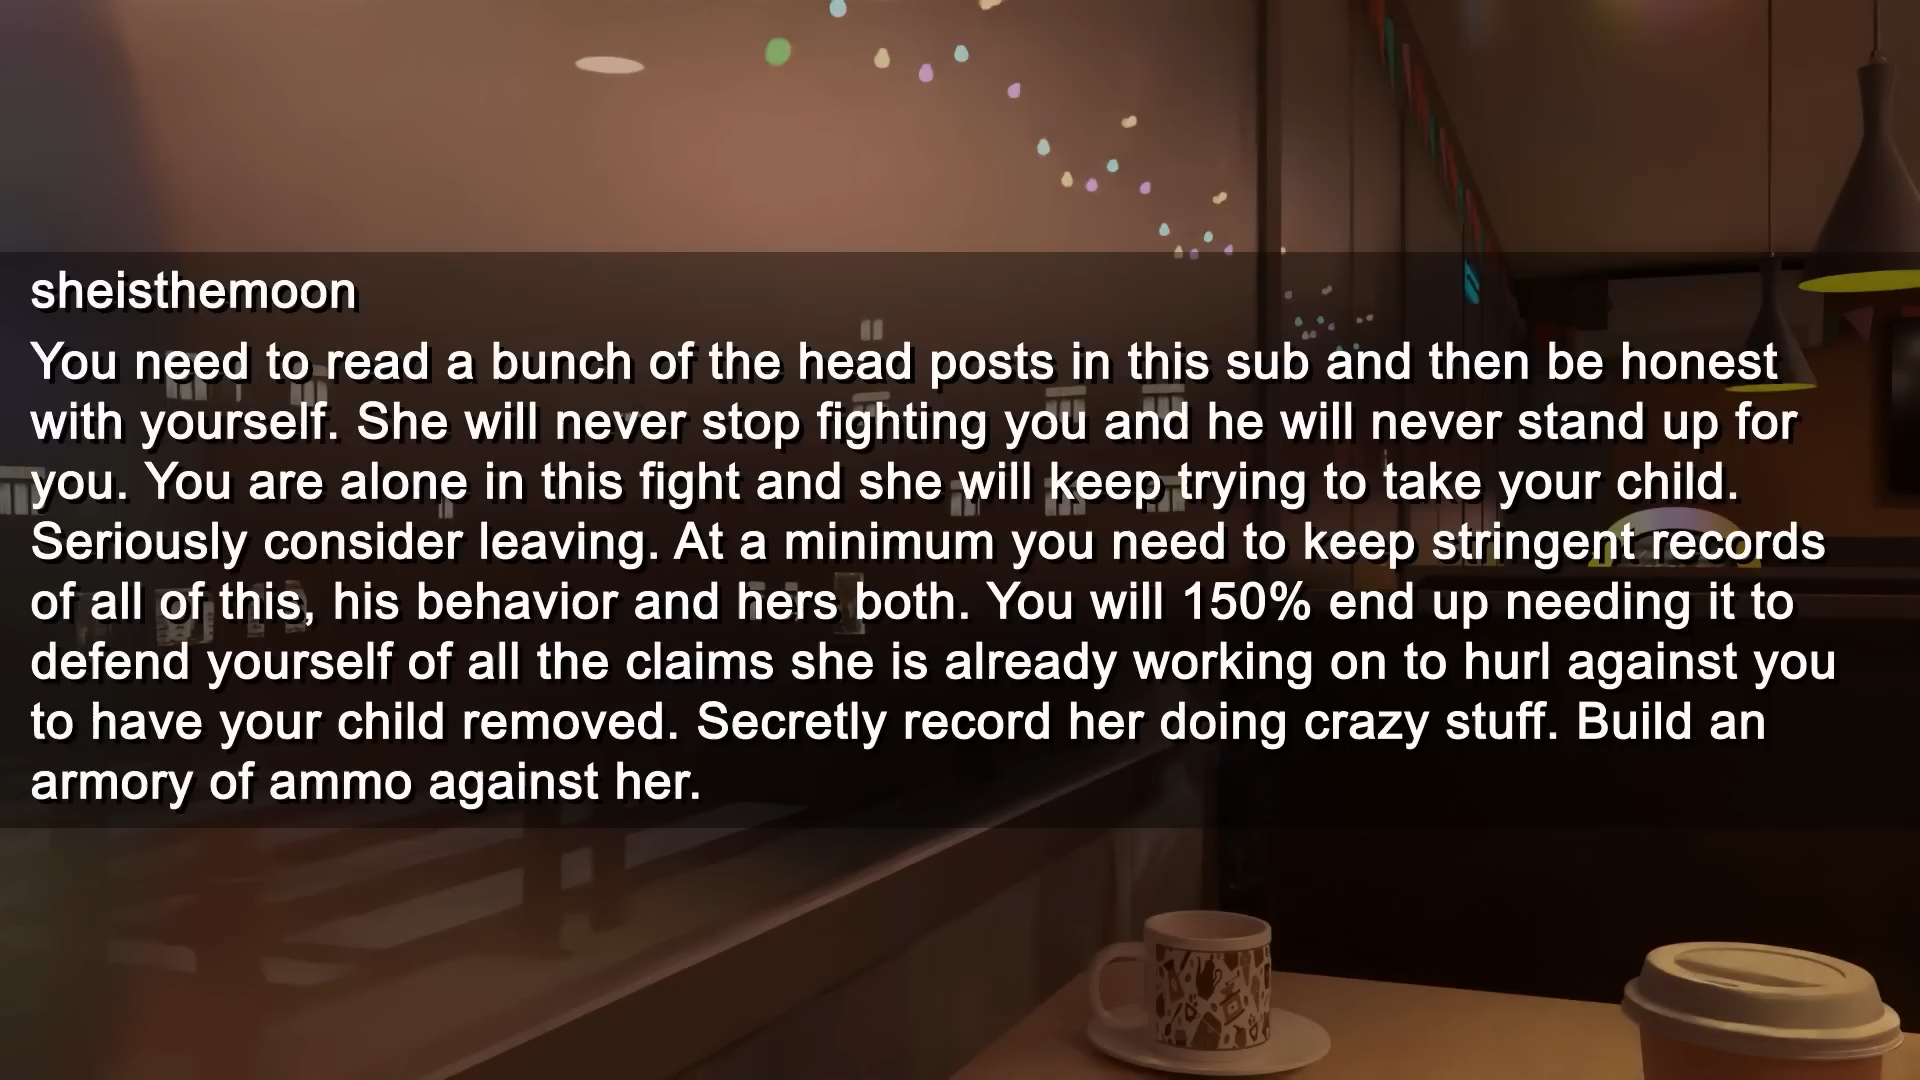 sheisthemoon
You need to read a bunch of the head posts in this sub and then be honest
with yourself. She will never stop fighting you and he will never stand up for
you. You are alone in this fight and she will keep trying to take your child.
Seriously consider leaving. At a minimum you need to keep stringent records
of all of this, his behavior and hers both. You will 150% end up needing it to
defend yourself of all the claims she is already working on to hurl against you
to have your child removed. Secretly record her doing crazy stuff. Build an
armory of ammo against her.